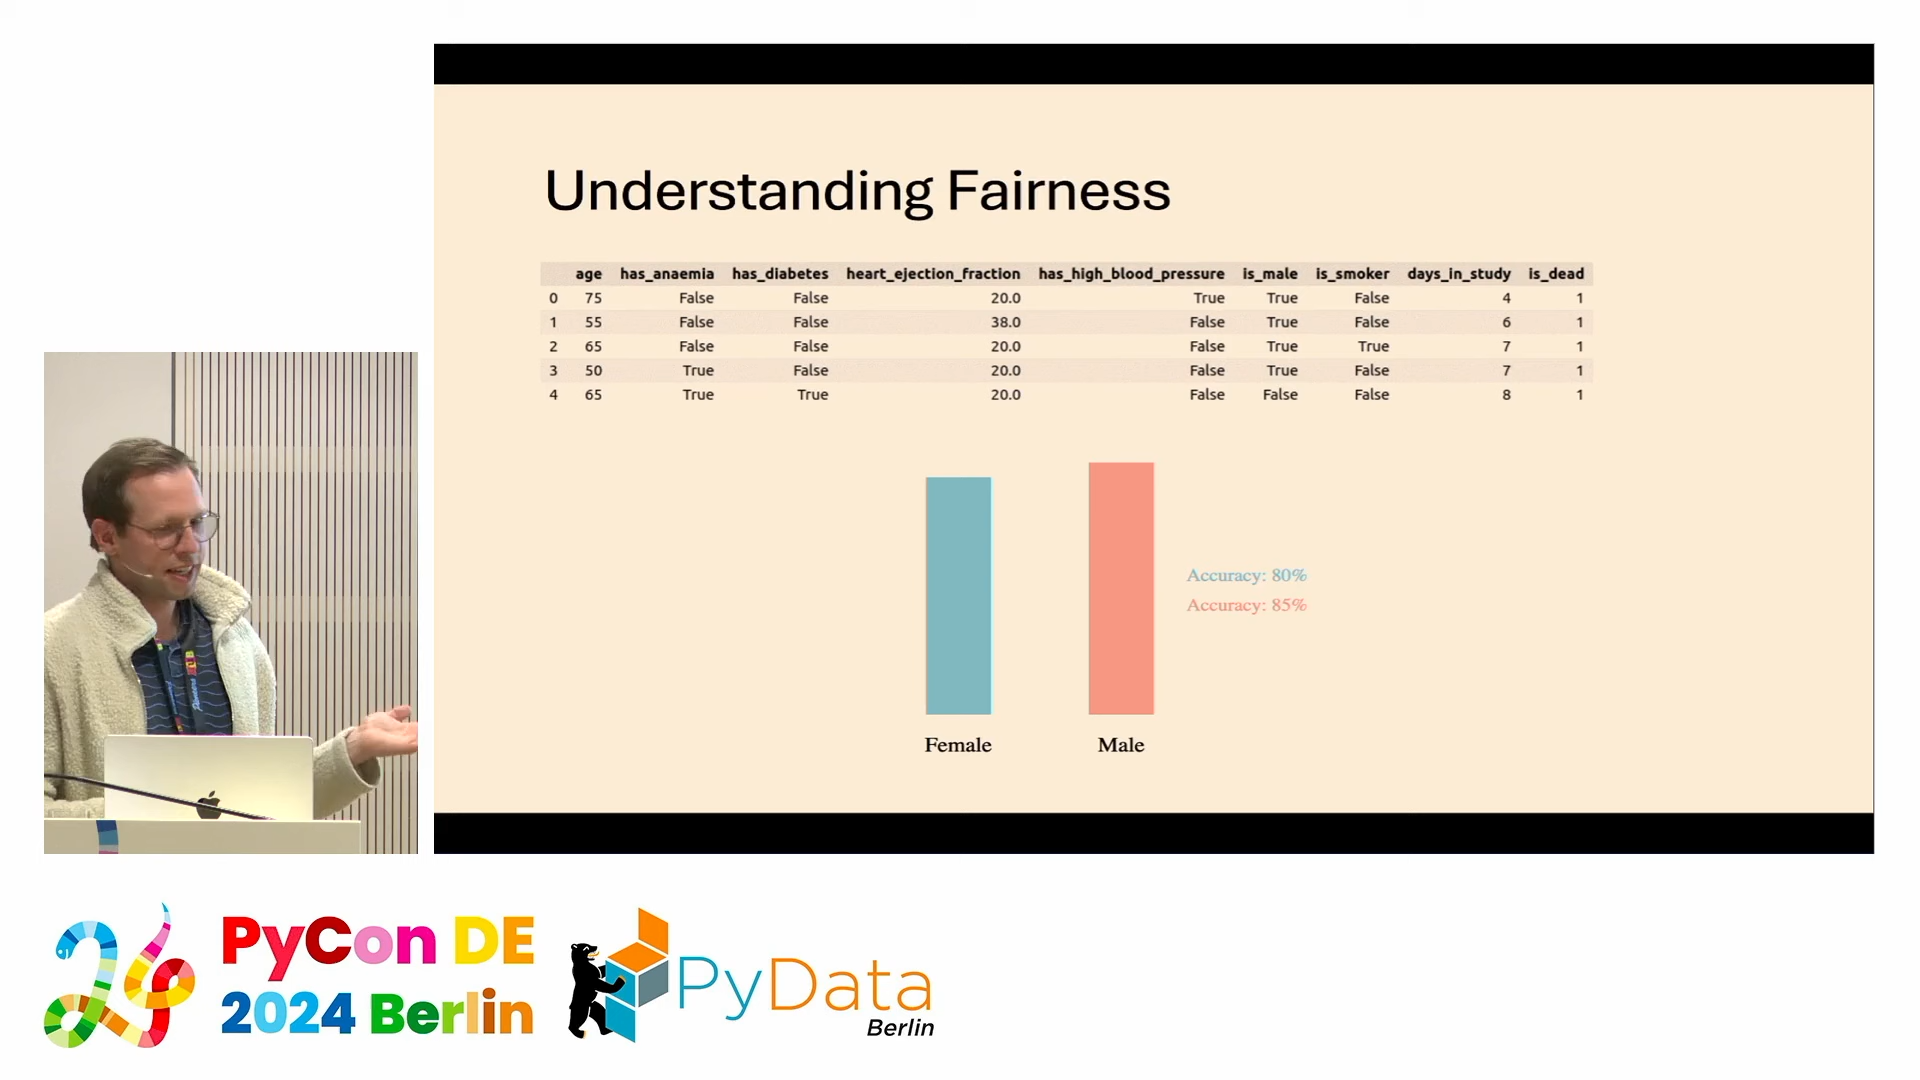 Understanding Fairness
age has_anaemia has_diabetes heart_ejection_fraction has_high_blood_pressure is_male is_smoker days_in_study is_dead
0 75 False False 20.0 True True False 4 1
1 55 False False 38.0 False True False 6 1
2 65 False False 20.0 False True True 7 1
3 50 True False 20.0 False True False 7 1
4 65 True True 20.0 False False False 8 1
Accuracy: 80%
Accuracy: 85%
Female Male
PyCon DE
2024 Berlin
PyData
Berlin